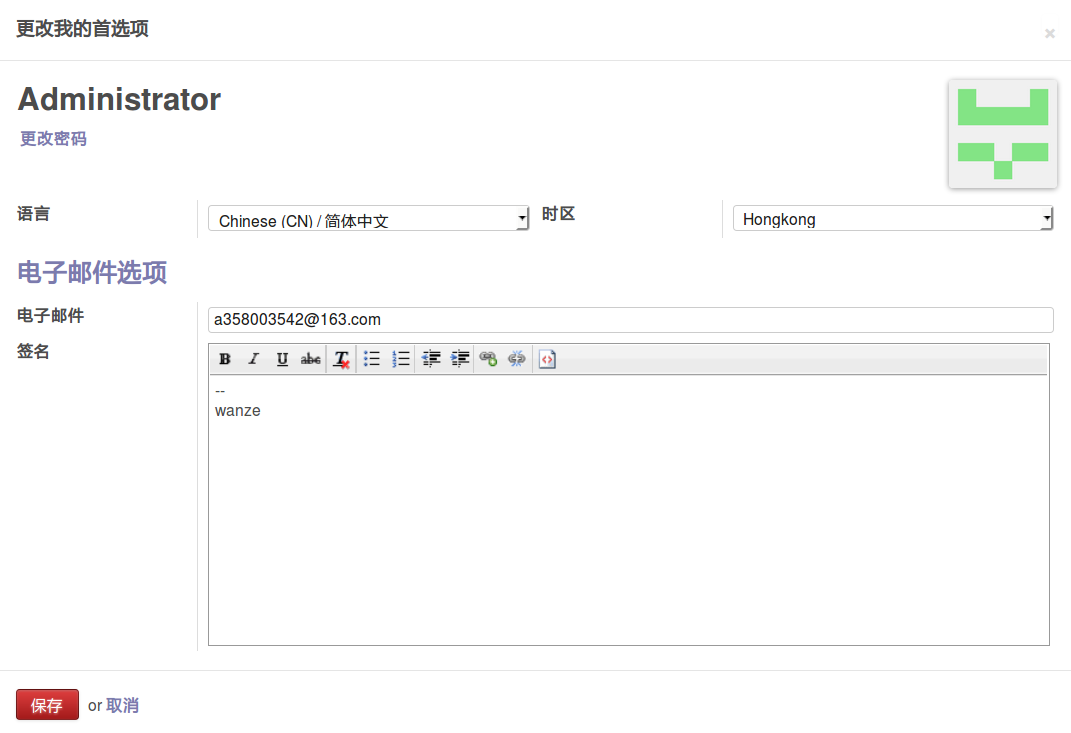 更改我的首选项
×
Administrator
更改密码
语言 Chinese (CN) / 简体中文 时区 Hongkong
电子邮件选项
电子邮件 a358003542@163.com
签名
B I U abc T
--
wanze
保存 or 取消